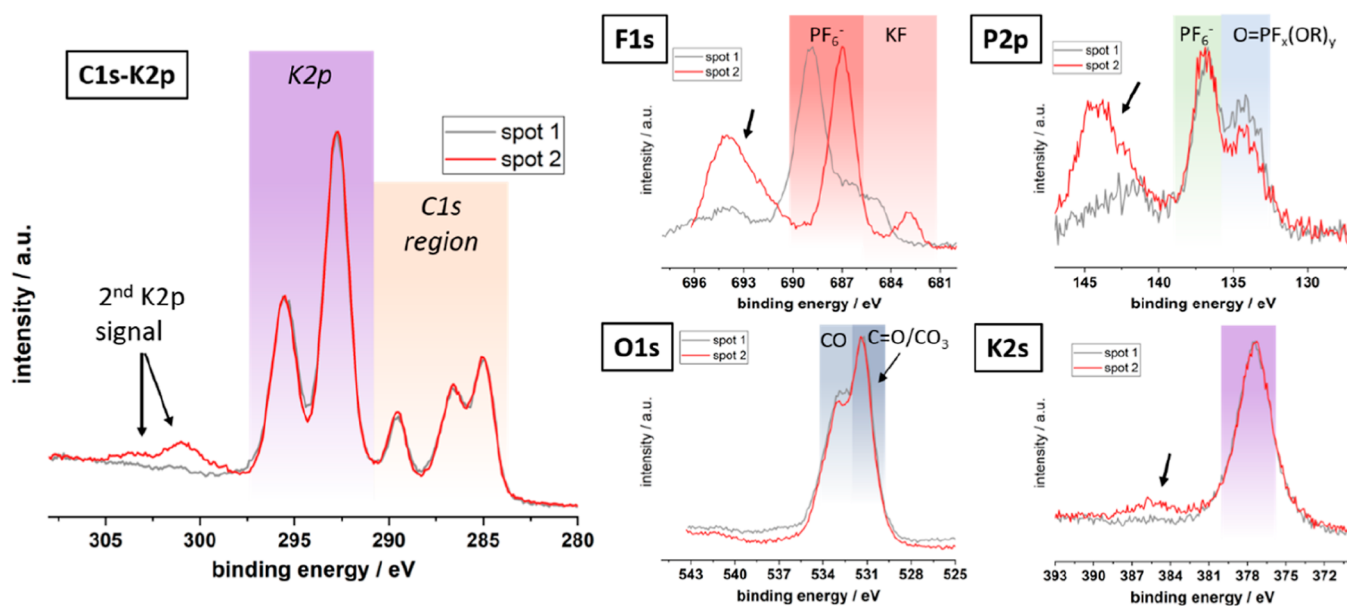 C1s-K2p
K2p
spot 1
spot 2
C1s
region
2nd K2p
signal
intensity / a.u.
305 300 295 290 285 280
binding energy / eV
F1s
spot 1
spot 2
PF6-
KF
intensity / a.u.
696 693 690 687 684 681
binding energy / eV
P2p
spot 1
spot 2
PF6-
O=PFx(OR)y
intensity / a.u.
145 140 135 130
binding energy / eV
O1s
spot 1
spot 2
CO
C=O/CO3
intensity / a.u.
543 540 537 534 531 528 525
binding energy / eV
K2s
spot 1
spot 2
intensity / a.u.
393 390 387 384 381 378 375 372
binding energy / eV